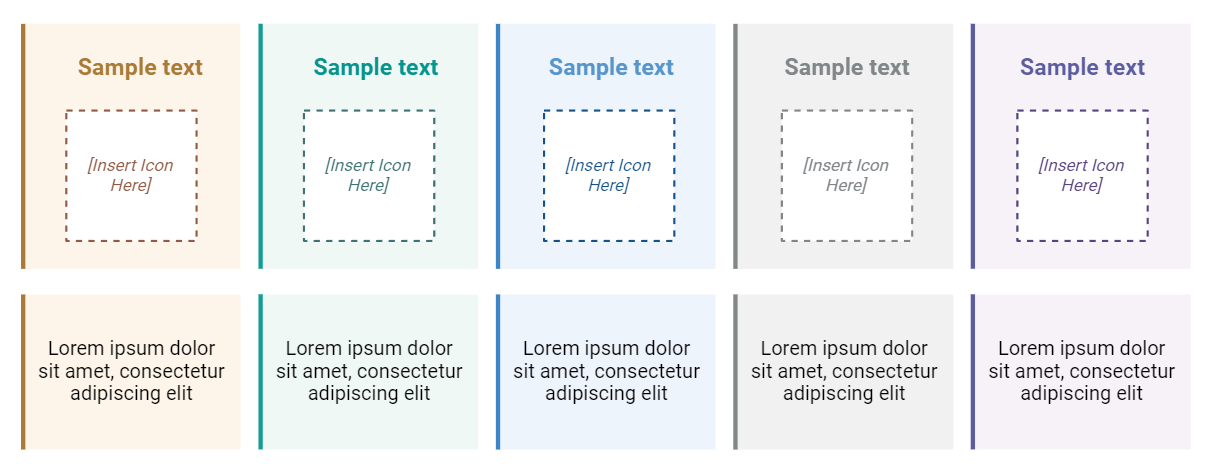 Sample text
[Insert Icon
Here]
Lorem ipsum dolor
sit amet, consectetur
adipiscing elit
Sample text
[Insert Icon
Here]
Lorem ipsum dolor
sit amet, consectetur
adipiscing elit
Sample text
[Insert Icon
Here]
Lorem ipsum dolor
sit amet, consectetur
adipiscing elit
Sample text
[Insert Icon
Here]
Lorem ipsum dolor
sit amet, consectetur
adipiscing elit
Sample text
[Insert Icon
Here]
Lorem ipsum dolor
sit amet, consectetur
adipiscing elit